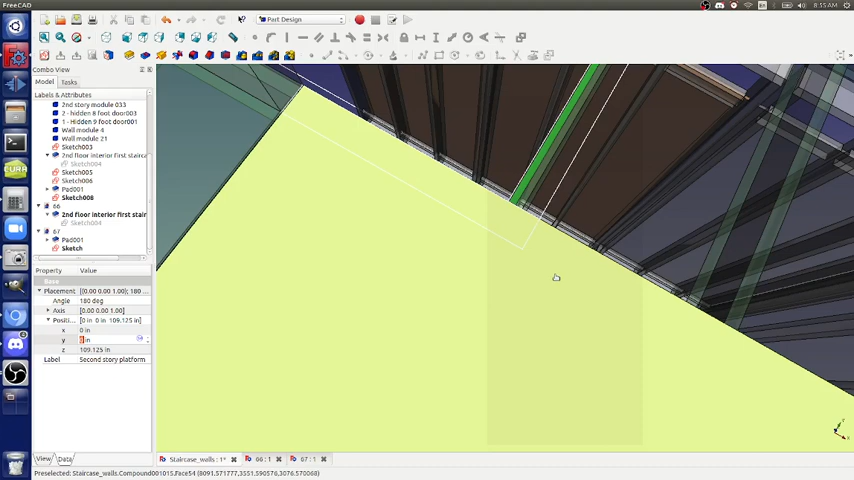 FreeCAD
8:55 AM
Part Design
Combo View
Model Tasks
Labels & Attributes
2nd story module 033
2 - hidden 8 foot door003
1 - Hidden 9 foot door001
Wall module 4
Wall module 21
Sketch003
2nd floor interior first stairca
Sketch004
Sketch005
Sketch006
Pad001
Sketch008
66
2nd floor interior first stair
Sketch004
67
Pad001
Sketch
Property Value
Base
Placement [(0.00 0.00 1.00); 180 ...
Angle 180 deg
Axis [0.00 0.00 1.00]
Positi... [0 in 0 in 109.125 in]
x 0 in
y 0 in
z 109.125 in
Label Second story platform
View Data
Staircase_walls : 1*
66 : 1
67 : 1
Preselected: Staircase_walls.Compound001015.Face54 (8091.571777,3551.590576,3076.570068)